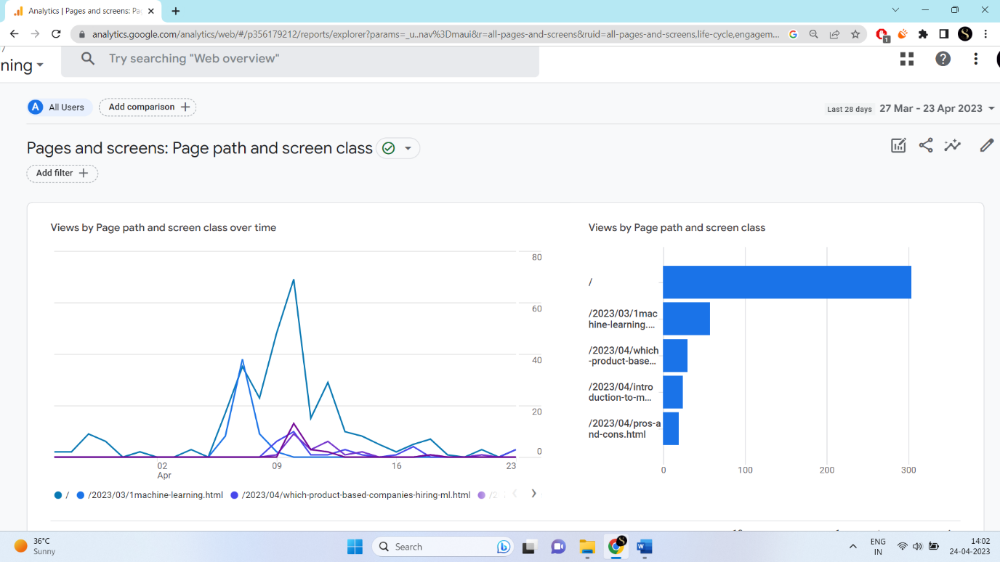 Analytics | Pages and screens: Pa
analytics.google.com/analytics/web/#/p356179212/reports/explorer?params=_u..nav%3Dmaui&r=all-pages-and-screens&ruid=all-pages-and-screens,life-cycle,engagem...
1
S
ning
Try searching "Web overview"
A All Users
Add comparison
Last 28 days 27 Mar - 23 Apr 2023
Pages and screens: Page path and screen class
Add filter
Views by Page path and screen class over time
80
60
40
20
0
02
Apr
09
16
23
/ /2023/03/1machine-learning.html /2023/04/which-product-based-companies-hiring-ml.html
Views by Page path and screen class
/
/2023/03/1mac
hine-learning....
/2023/04/which
-product-base...
/2023/04/intro
duction-to-m...
/2023/04/pros-a
nd-cons.html
0
100
200
300
36°C
Sunny
Search
ENG
IN
14:02
24-04-2023